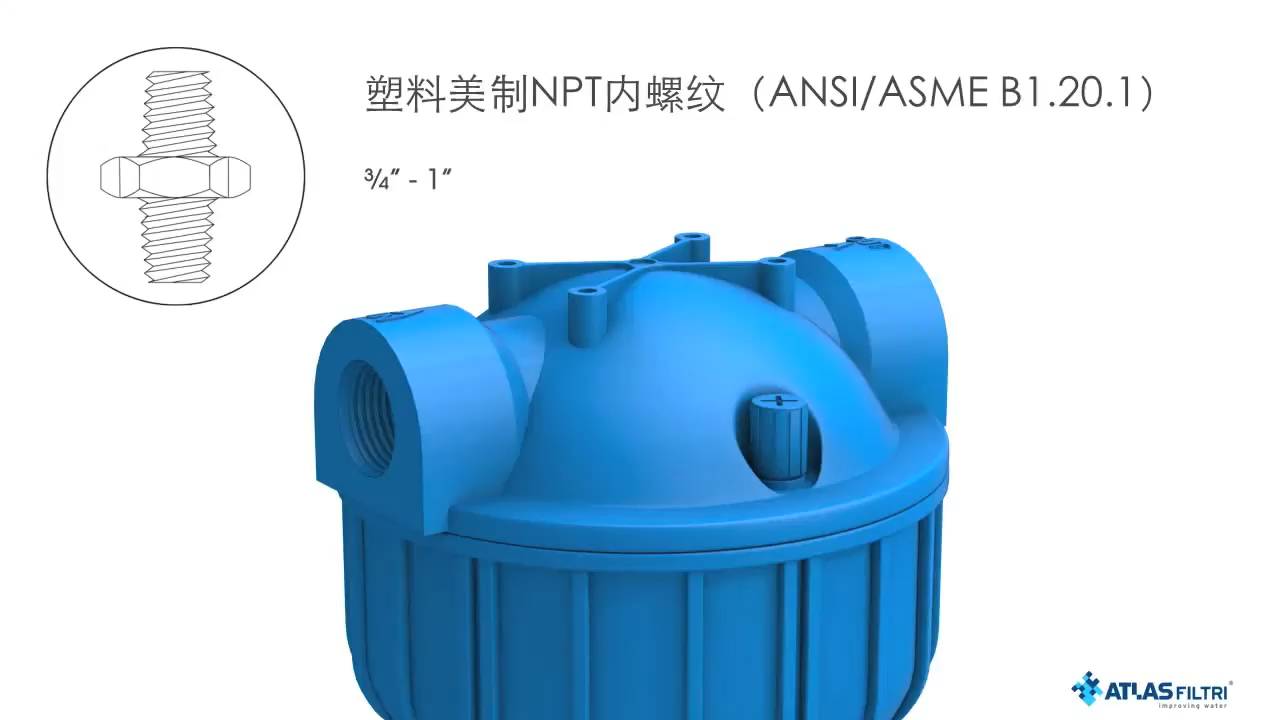 塑料美制NPT内螺纹（ANSI/ASME B1.20.1）
¾” - 1”
ATLAS FILTRI®
improving water